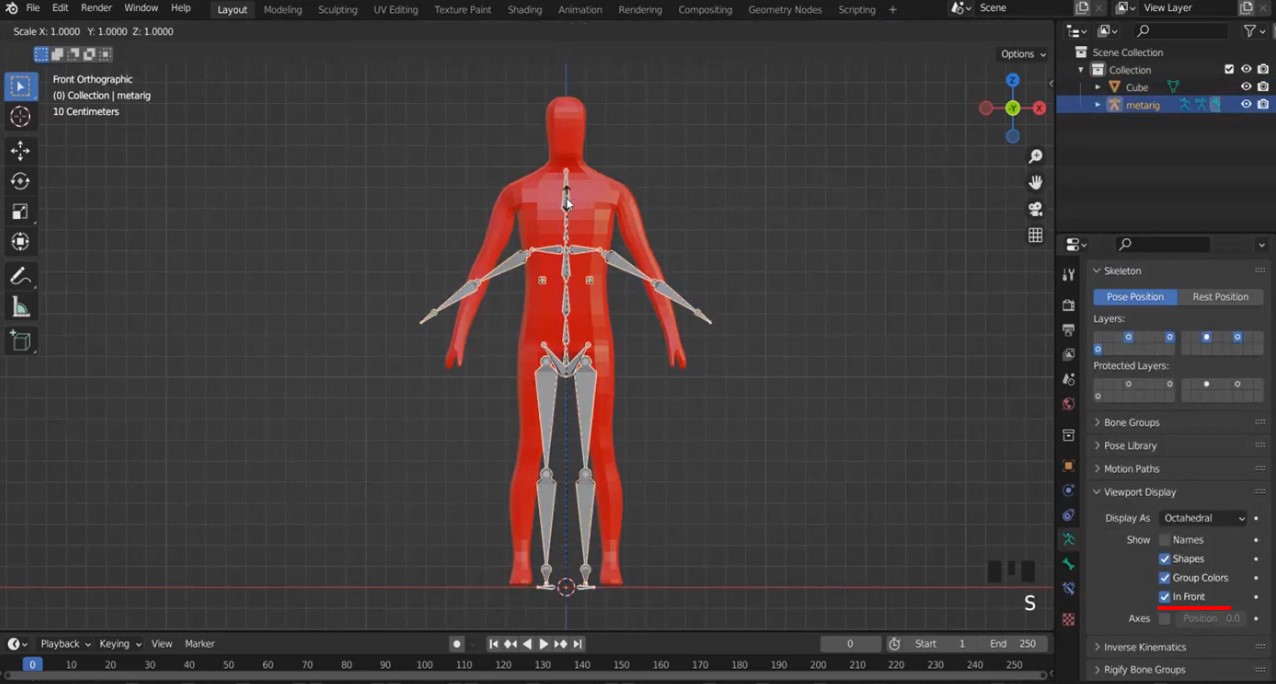 File Edit Render Window Help Layout Modeling Sculpting UV Editing Texture Paint Shading Animation Rendering Compositing Geometry Nodes Scripting + Scene View Layer
Scale X: 1.0000 Y: 1.0000 Z: 1.0000
Options
Front Orthographic
(0) Collection | metarig
10 Centimeters
Z
X
-Y
S
Scene Collection
Collection
Cube
metarig
Skeleton
Pose Position Rest Position
Layers:
Protected Layers:
Bone Groups
Pose Library
Motion Paths
Viewport Display
Display As Octahedral
Show Names
Shapes
Group Colors
In Front
Axes Position 0.0
Inverse Kinematics
Rigify Bone Groups
Playback Keying View Marker 0 Start 1 End 250
0 10 20 30 40 50 60 70 80 90 100 110 120 130 140 150 160 170 180 190 200 210 220 230 240 250